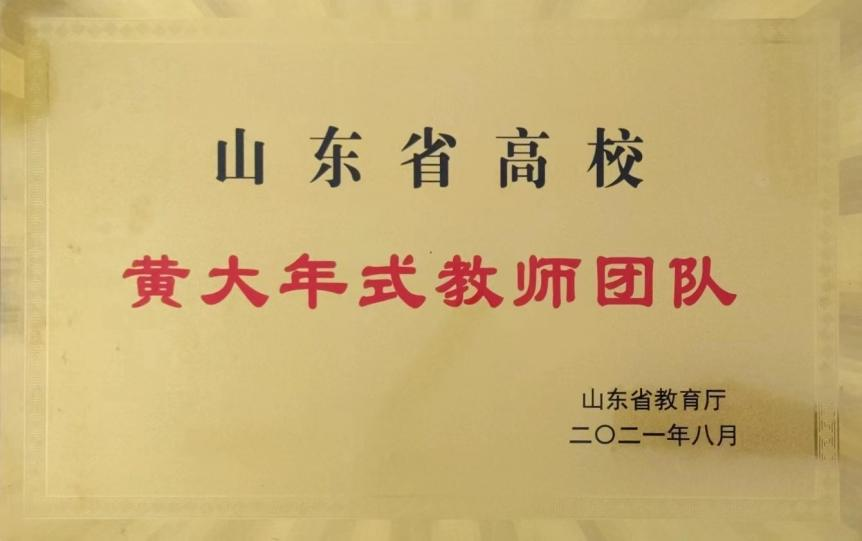 山东省高校
黄大年式教师团队
山东省教育厅
二〇二一年八月